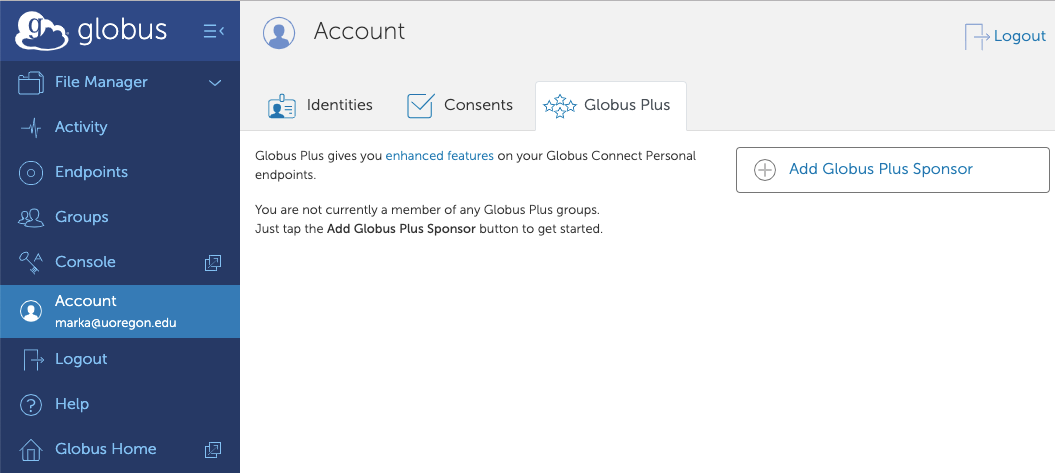 globus
File Manager
Activity
Endpoints
Groups
Console
Account
marka@uoregon.edu
Logout
Help
Globus Home
Account
Logout
Identities
Consents
Globus Plus
Globus Plus gives you enhanced features on your Globus Connect Personal
endpoints.
You are not currently a member of any Globus Plus groups.
Just tap the Add Globus Plus Sponsor button to get started.
Add Globus Plus Sponsor